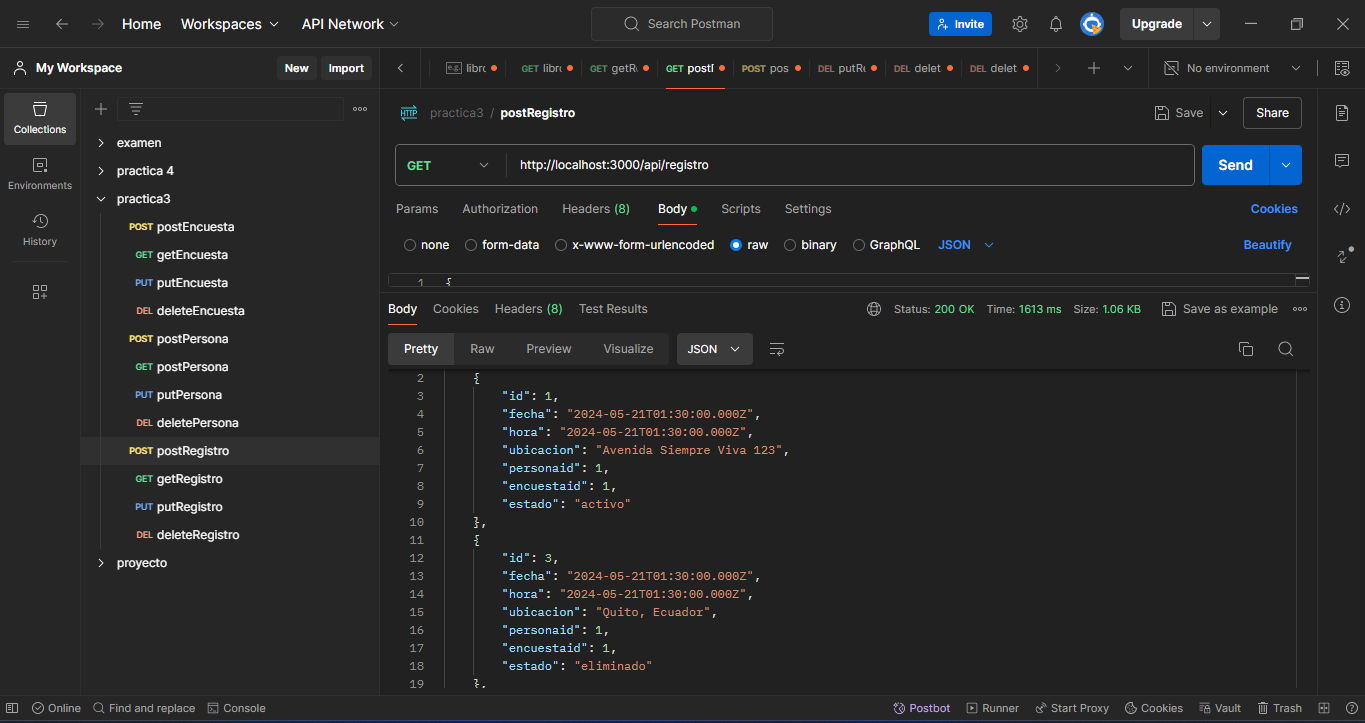 Home Workspaces API Network Search Postman Invite Upgrade
My Workspace New Import
e.g. libr GET libr GET getR GET postl POST pos DEL putR DEL delet DEL delet No environment
Collections
Environments
History
examen
practica 4
practica3
POST postEncuesta
GET getEncuesta
PUT putEncuesta
DEL deleteEncuesta
POST postPersona
GET postPersona
PUT putPersona
DEL deletePersona
POST postRegistro
GET getRegistro
PUT putRegistro
DEL deleteRegistro
proyecto
HTTP practica3 / postRegistro Save Share
GET http://localhost:3000/api/registro Send
Params Authorization Headers (8) Body Scripts Settings Cookies
none form-data x-www-form-urlencoded raw binary GraphQL JSON Beautify
1 {
Body Cookies Headers (8) Test Results Status: 200 OK Time: 1613 ms Size: 1.06 KB Save as example
Pretty Raw Preview Visualize JSON
2 {
3 "id": 1,
4 "fecha": "2024-05-21T01:30:00.000Z",
5 "hora": "2024-05-21T01:30:00.000Z",
6 "ubicacion": "Avenida Siempre Viva 123",
7 "personaid": 1,
8 "encuestaid": 1,
9 "estado": "activo"
10 },
11 {
12 "id": 3,
13 "fecha": "2024-05-21T01:30:00.000Z",
14 "hora": "2024-05-21T01:30:00.000Z",
15 "ubicacion": "Quito, Ecuador",
16 "personaid": 1,
17 "encuestaid": 1,
18 "estado": "eliminado"
19 },
Online Find and replace Console Postbot Runner Start Proxy Cookies Vault Trash